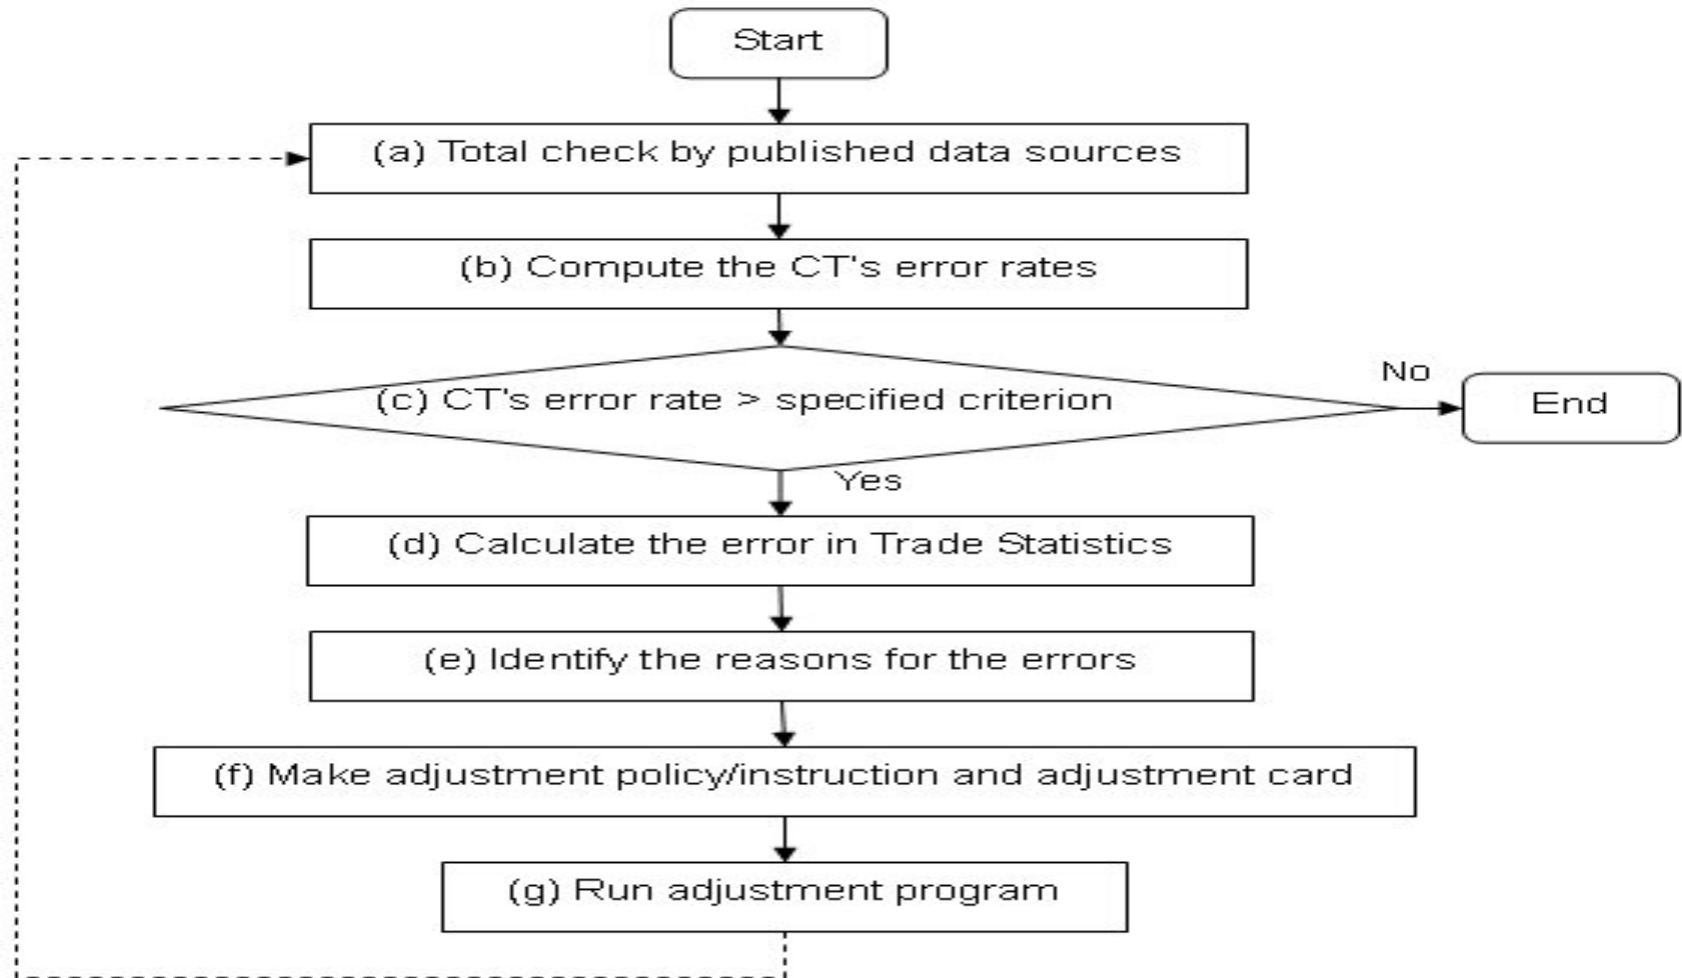 Start
(a) Total check by published data sources
(b) Compute the CT's error rates
(c) CT's error rate > specified criterion
No
End
Yes
(d) Calculate the error in Trade Statistics
(e) Identify the reasons for the errors
(f) Make adjustment policy/instruction and adjustment card
(g) Run adjustment program